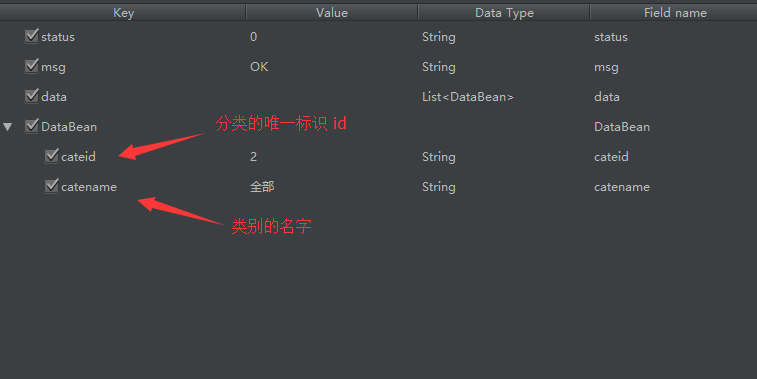 Key Value Data Type Field name
status 0 String status
msg OK String msg
data List<DataBean> data
DataBean 分类的唯一标识 id DataBean
cateid 2 String cateid
catename 全部 String catename
类别的名字